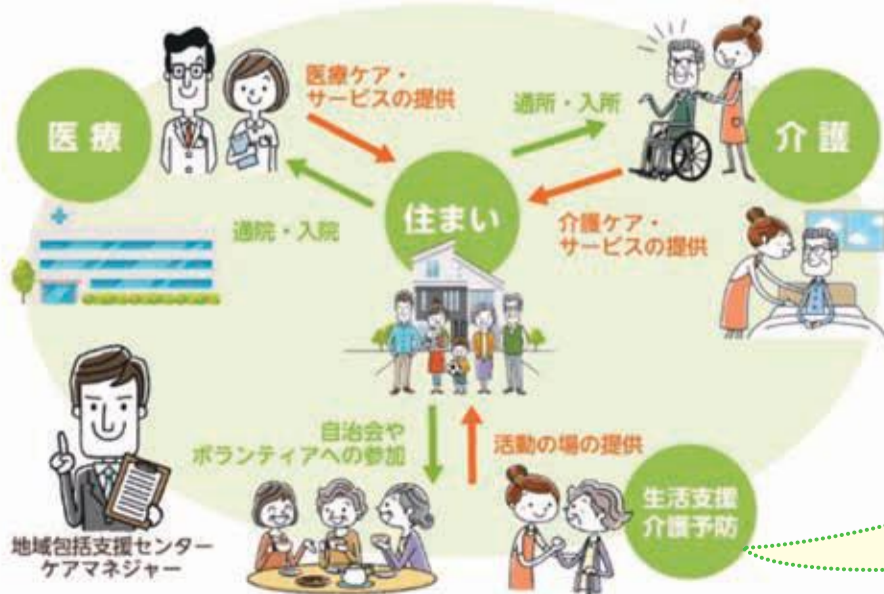 医療
医療ケア・
サービスの提供
通所・入所
介護
通院・入院
住まい
介護ケア・
サービスの提供
自治会や
ボランティアへの参加
活動の場の提供
生活支援
介護予防
地域包括支援センター
ケアマネジャー